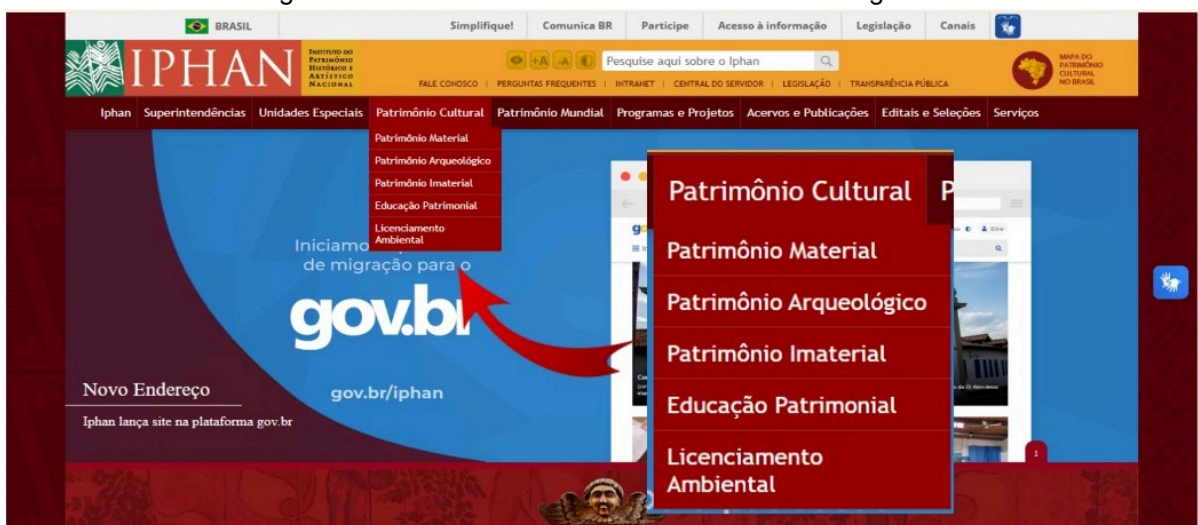 BRASIL Simplifique! Comunica BR Participe Acesso à informação Legislação Canais
IPHAN
INSTITUTO DO
PATRIMÔNIO
HISTÓRICO E
ARTÍSTICO
NACIONAL
+A -A Pesquise aqui sobre o Iphan
FALE CONOSCO | PERGUNTAS FREQUENTES | INTRANET | CENTRAL DO SERVIDOR | LEGISLAÇÃO | TRANSPARÊNCIA PÚBLICA
MAPA DO
PATRIMÔNIO
CULTURAL
NO BRASIL
Iphan Superintendências Unidades Especiais Patrimônio Cultural Patrimônio Mundial Programas e Projetos Acervos e Publicações Editais e Seleções Serviços
Patrimônio Material
Patrimônio Arqueológico
Patrimônio Imaterial
Educação Patrimonial
Licenciamento
Ambiental
Iniciamo
de migração para o
gov.br
gov.br/iphan
Novo Endereço
Iphan lança site na plataforma gov.br
Patrimônio Cultural P
Patrimônio Material
Patrimônio Arqueológico
Patrimônio Imaterial
Educação Patrimonial
Licenciamento
Ambiental
1